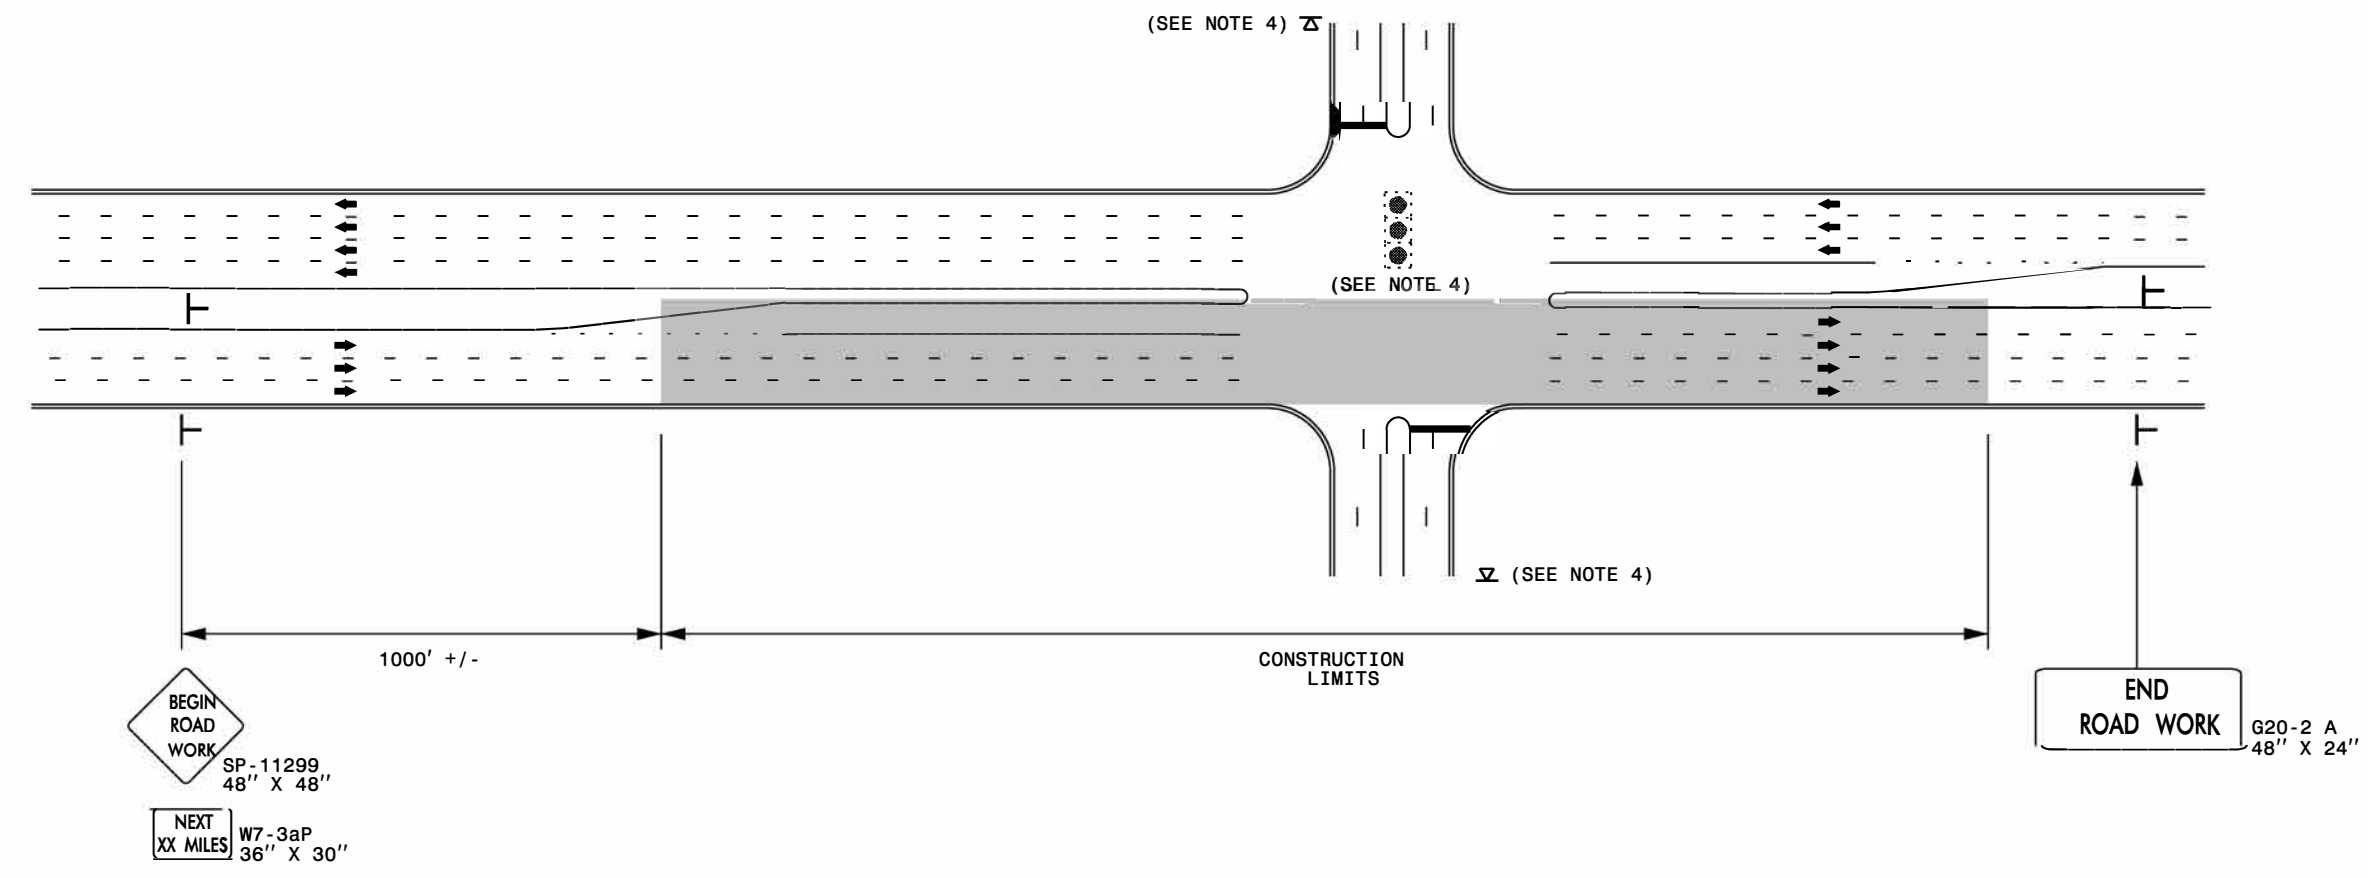 (SEE NOTE 4)
(SEE NOTE 4)
(SEE NOTE 4)
1000' +/-
CONSTRUCTION
LIMITS
BEGIN
ROAD
WORK
SP-11299
48" X 48"
NEXT
XX MILES
W7-3aP
36" X 30"
END
ROAD WORK
G20-2 A
48" X 24"